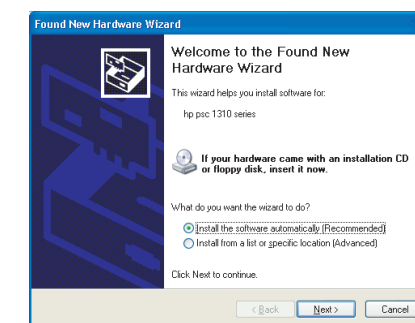 Found New Hardware Wizard
Welcome to the Found New
Hardware Wizard
This wizard helps you install software for:
hp psc 1310 series
If your hardware came with an installation CD
or floppy disk, insert it now.
What do you want the wizard to do?
Install the software automatically (Recommended)
Install from a list or specific location (Advanced)
Click Next to continue.
< Back Next > Cancel